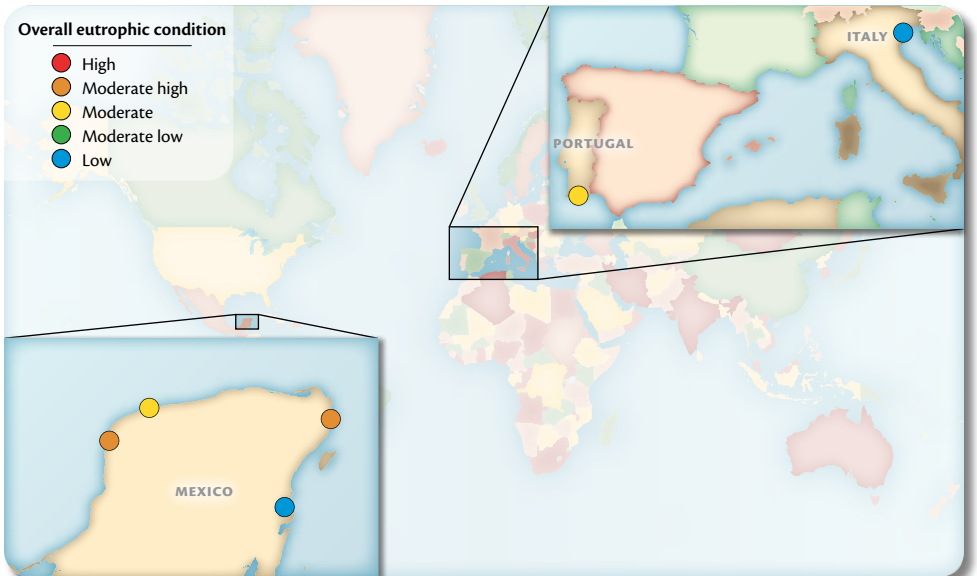 Overall eutrophic condition
High
Moderate high
Moderate
Moderate low
Low
ITALY
PORTUGAL
MEXICO